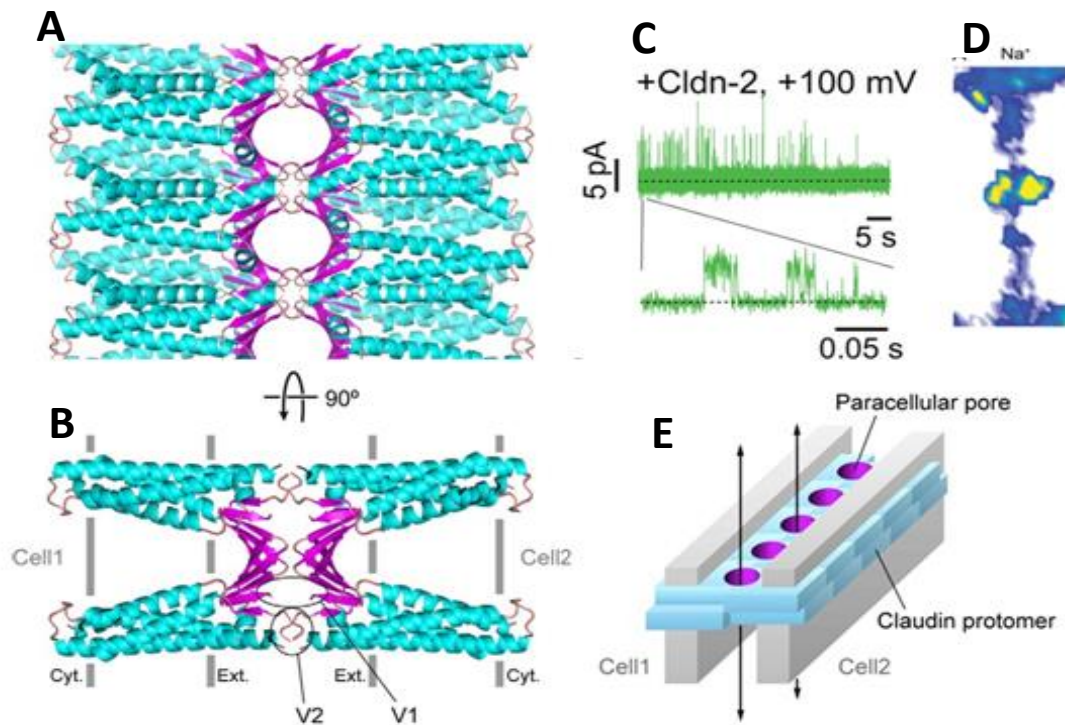 A
C
D
Na⁺
+Cldn-2, +100 mV
5 pA
5 s
0.05 s
90º
B
E
Paracellular pore
Cell1
Cell2
Cyt.
Ext.
Ext.
Cyt.
V2
V1
Claudin protomer
Cell1
Cell2